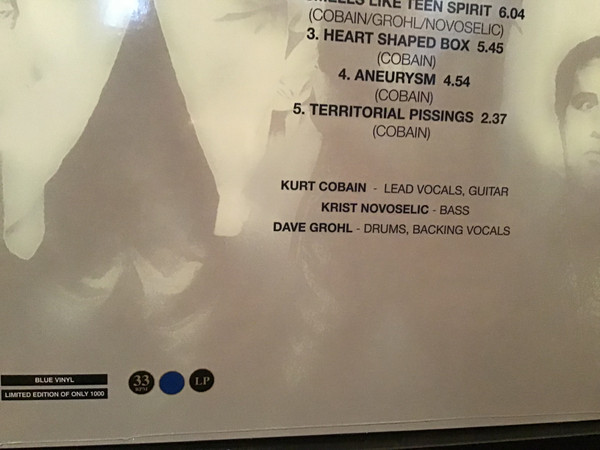 SMELLS LIKE TEEN SPIRIT 6.04
(COBAIN/GROHL/NOVOSELIC)
3. HEART SHAPED BOX 5.45
(COBAIN)
4. ANEURYSM 4.54
(COBAIN)
5. TERRITORIAL PISSINGS 2.37
(COBAIN)
KURT COBAIN - LEAD VOCALS, GUITAR
KRIST NOVOSELIC - BASS
DAVE GROHL - DRUMS, BACKING VOCALS
BLUE VINYL
LIMITED EDITION OF ONLY 1000
33
RPM
LP